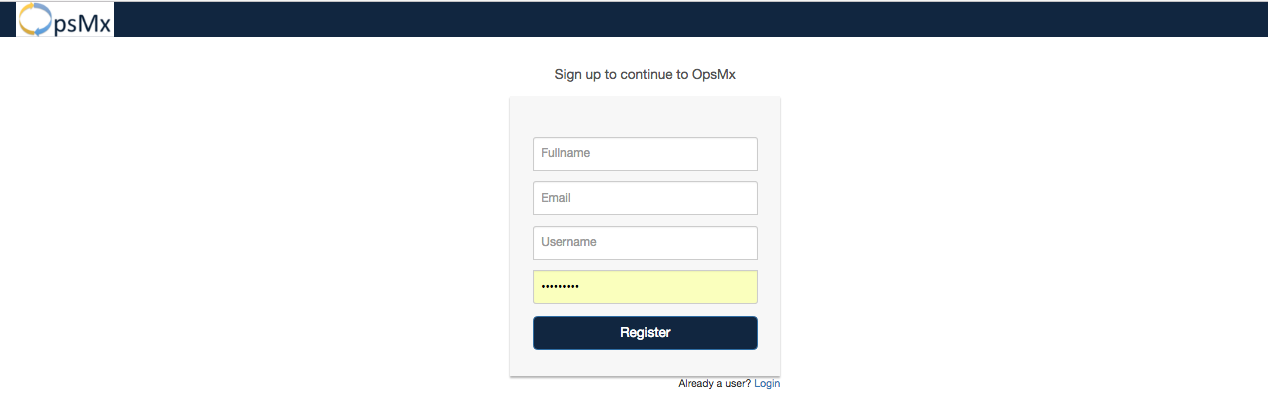 OpsMx
Sign up to continue to OpsMx
Fullname
Email
Username
•••••••••
Register
Already a user? Login